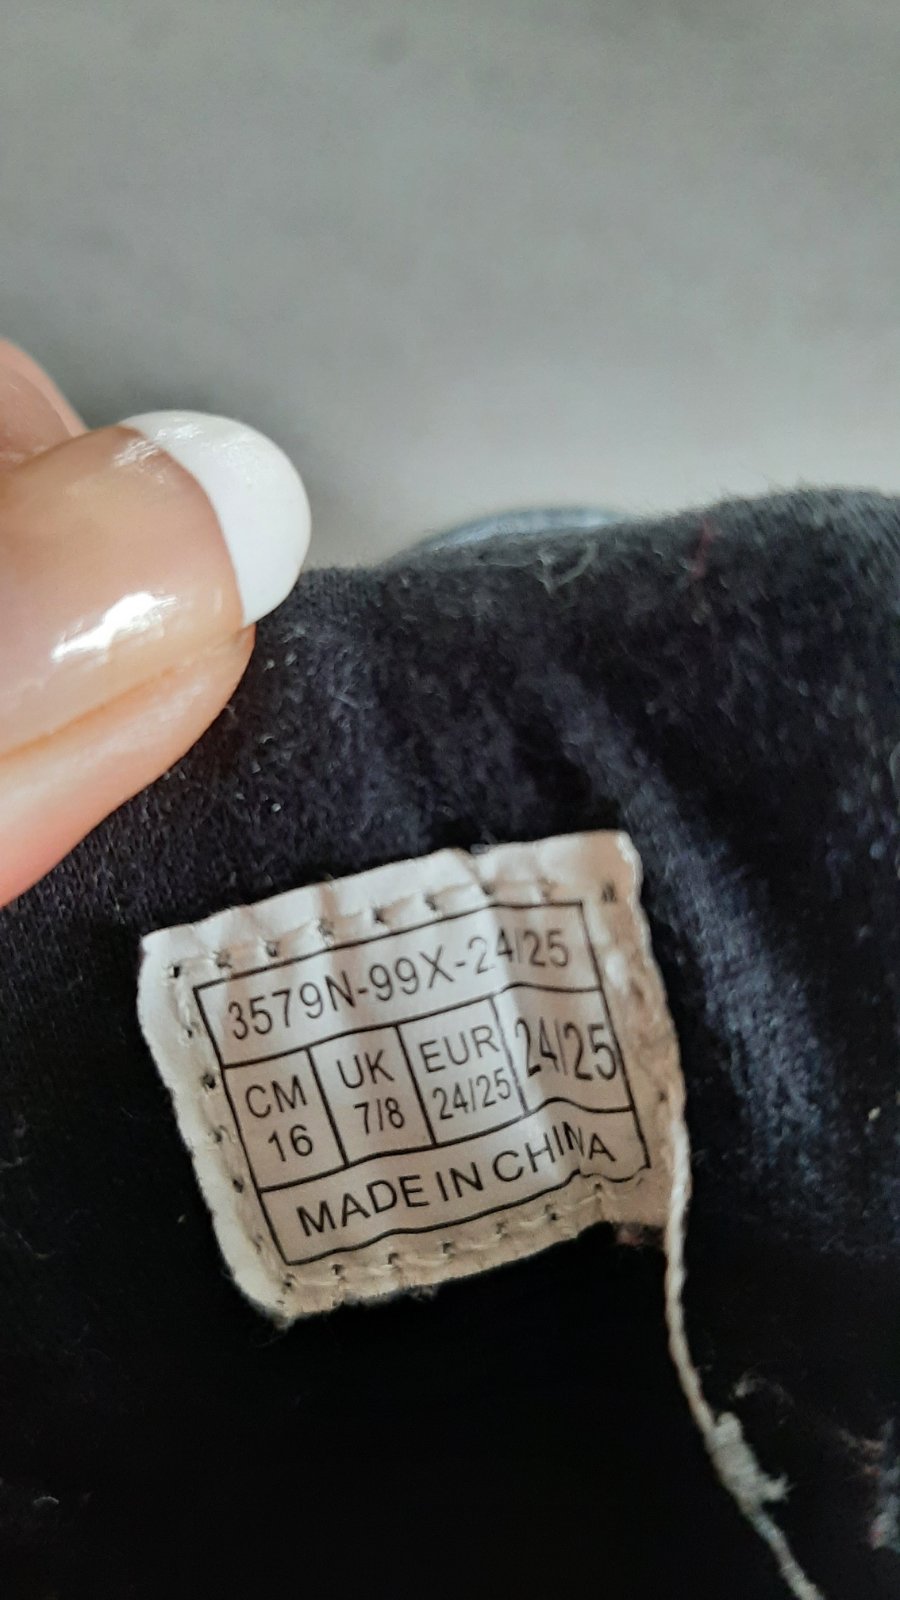 3579N-99X-24/25
CM UK EUR 24/25
16 7/8 24/25
MADE IN CHINA